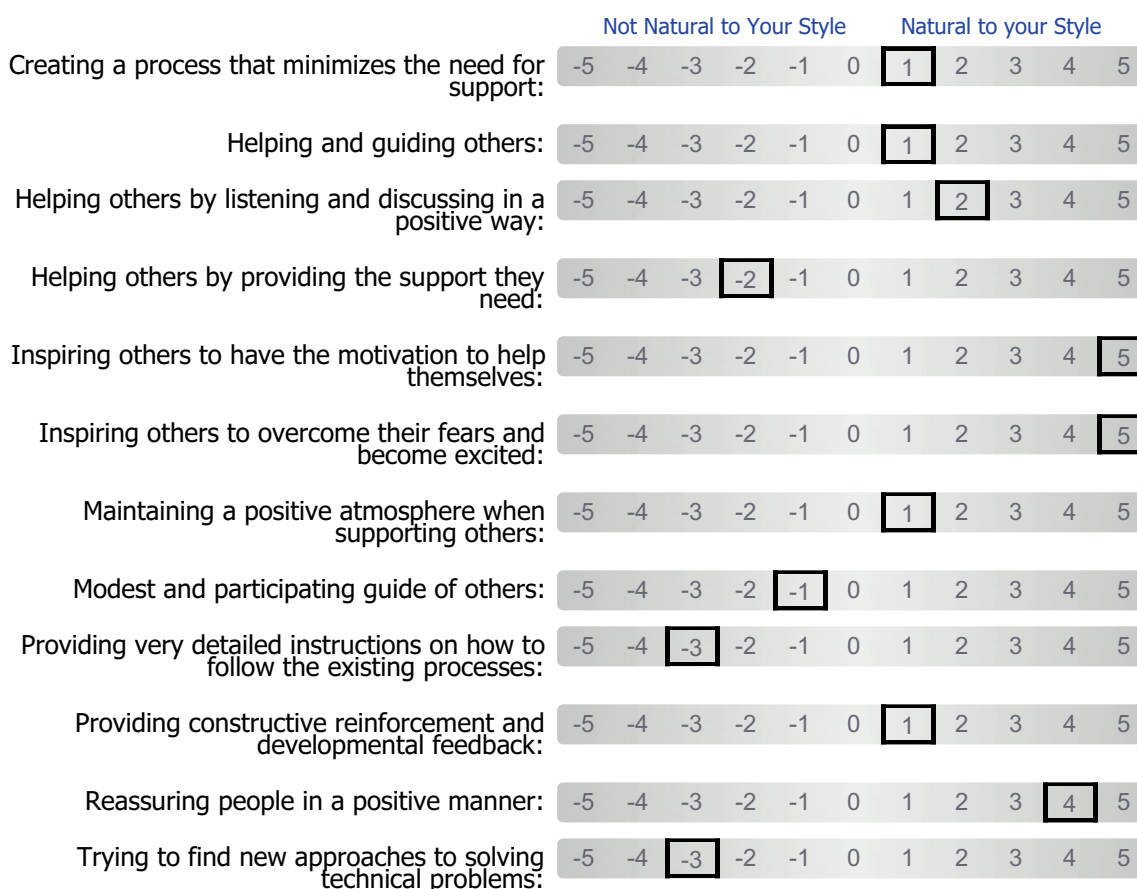 Not Natural to Your Style Natural to your Style
Creating a process that minimizes the need for
support:
-5 -4 -3 -2 -1 0 1 2 3 4 5
Helping and guiding others:
-5 -4 -3 -2 -1 0 1 2 3 4 5
Helping others by listening and discussing in a
positive way:
-5 -4 -3 -2 -1 0 1 2 3 4 5
Helping others by providing the support they
need:
-5 -4 -3 -2 -1 0 1 2 3 4 5
Inspiring others to have the motivation to help
themselves:
-5 -4 -3 -2 -1 0 1 2 3 4 5
Inspiring others to overcome their fears and
become excited:
-5 -4 -3 -2 -1 0 1 2 3 4 5
Maintaining a positive atmosphere when
supporting others:
-5 -4 -3 -2 -1 0 1 2 3 4 5
Modest and participating guide of others:
-5 -4 -3 -2 -1 0 1 2 3 4 5
Providing very detailed instructions on how to
follow the existing processes:
-5 -4 -3 -2 -1 0 1 2 3 4 5
Providing constructive reinforcement and
developmental feedback:
-5 -4 -3 -2 -1 0 1 2 3 4 5
Reassuring people in a positive manner:
-5 -4 -3 -2 -1 0 1 2 3 4 5
Trying to find new approaches to solving
technical problems:
-5 -4 -3 -2 -1 0 1 2 3 4 5